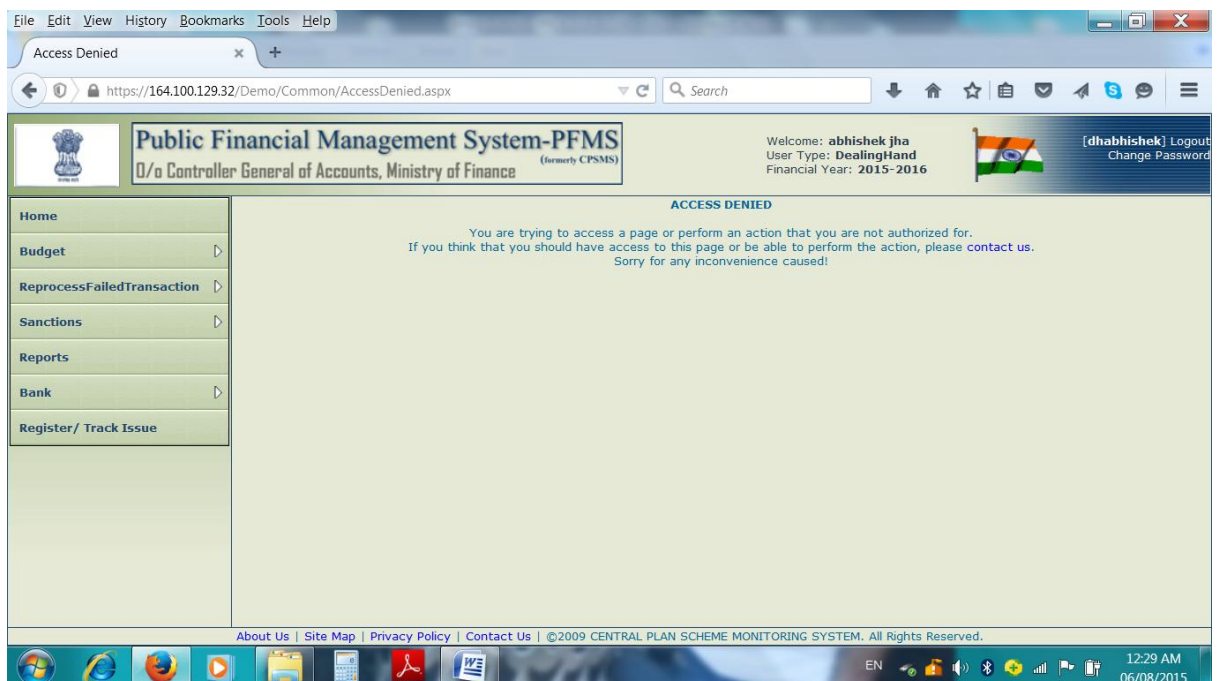 File Edit View History Bookmarks Tools Help
Access Denied
https://164.100.129.32/Demo/Common/AccessDenied.aspx
Search
Public Financial Management System-PFMS
(formerly CPSMS)
O/o Controller General of Accounts, Ministry of Finance
Welcome: abhishek jha
User Type: DealingHand
Financial Year: 2015-2016
[dhabhishek] Logout
Change Password
Home
Budget
ReprocessFailedTransaction
Sanctions
Reports
Bank
Register/ Track Issue
ACCESS DENIED
You are trying to access a page or perform an action that you are not authorized for.
If you think that you should have access to this page or be able to perform the action, please contact us.
Sorry for any inconvenience caused!
About Us | Site Map | Privacy Policy | Contact Us | ©2009 CENTRAL PLAN SCHEME MONITORING SYSTEM. All Rights Reserved.
EN
12:29 AM
06/08/2015